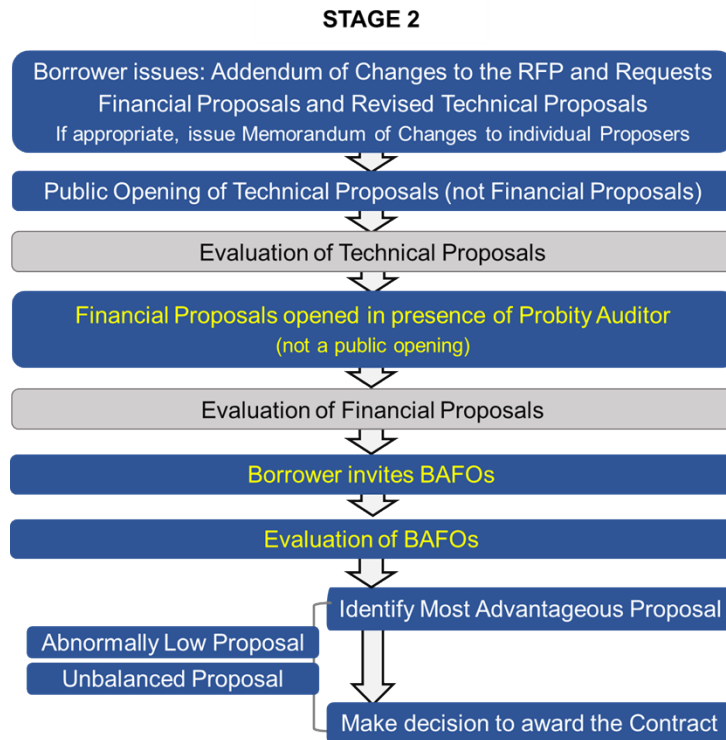 STAGE 2
Borrower issues: Addendum of Changes to the RFP and Requests
Financial Proposals and Revised Technical Proposals
If appropriate, issue Memorandum of Changes to individual Proposers
Public Opening of Technical Proposals (not Financial Proposals)
Evaluation of Technical Proposals
Financial Proposals opened in presence of Probity Auditor
(not a public opening)
Evaluation of Financial Proposals
Borrower invites BAFOs
Evaluation of BAFOs
Identify Most Advantageous Proposal
Abnormally Low Proposal
Unbalanced Proposal
Make decision to award the Contract